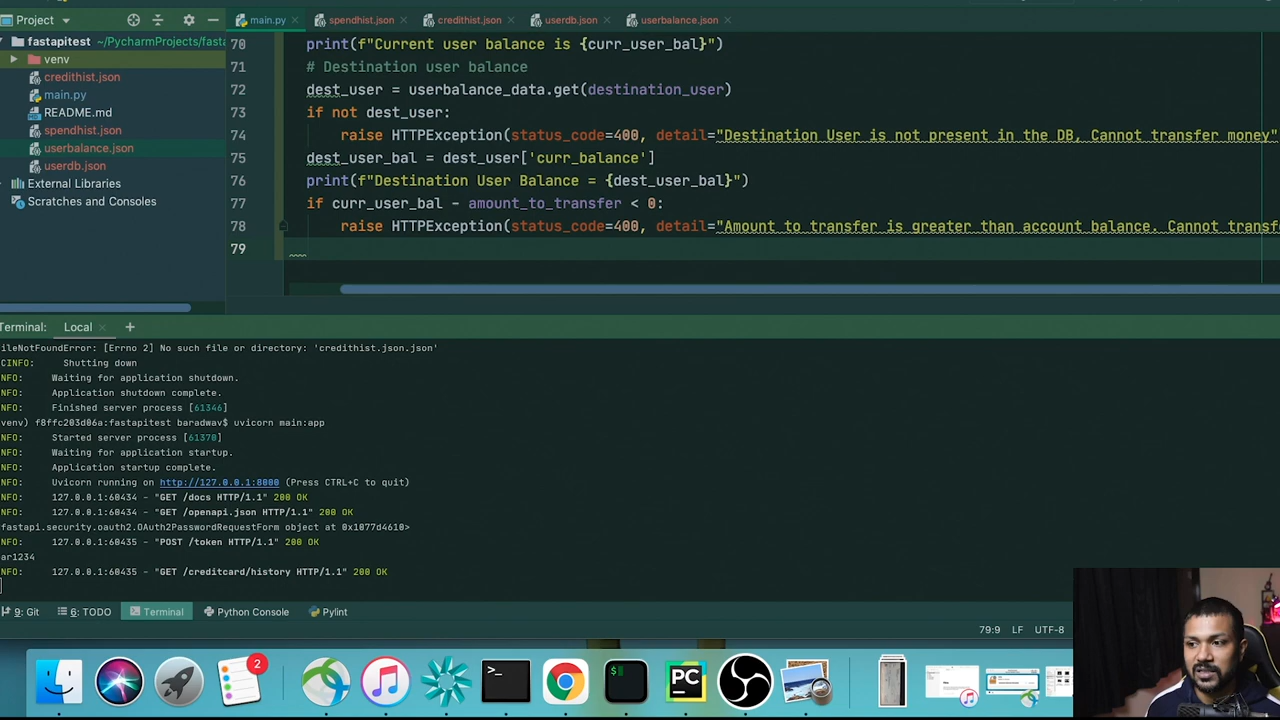 Project
main.py
spendhist.json
credithist.json
userdb.json
userbalance.json
fastapitest ~/PycharmProjects/fasta
venv
credithist.json
main.py
README.md
spendhist.json
userbalance.json
userdb.json
External Libraries
Scratches and Consoles
70 print(f"Current user balance is {curr_user_bal}")
71 # Destination user balance
72 dest_user = userbalance_data.get(destination_user)
73 if not dest_user:
74 raise HTTPException(status_code=400, detail="Destination User is not present in the DB, Cannot transfer money"
75 dest_user_bal = dest_user['curr_balance']
76 print(f"Destination User Balance = {dest_user_bal}")
77 if curr_user_bal - amount_to_transfer < 0:
78 raise HTTPException(status_code=400, detail="Amount to transfer is greater than account balance. Cannot transf
79
Terminal: Local +
ileNotFoundError: [Errno 2] No such file or directory: 'credithist.json.json'
CINFO: Shutting down
NFO: Waiting for application shutdown.
NFO: Application shutdown complete.
NFO: Finished server process [61346]
venv) f8ffc203d06a:fastapitest baradwav$ uvicorn main:app
NFO: Started server process [61370]
NFO: Waiting for application startup.
NFO: Application startup complete.
NFO: Uvicorn running on http://127.0.0.1:8000 (Press CTRL+C to quit)
NFO: 127.0.0.1:60434 - "GET /docs HTTP/1.1" 200 OK
NFO: 127.0.0.1:60434 - "GET /openapi.json HTTP/1.1" 200 OK
fastapi.security.oauth2.OAuth2PasswordRequestForm object at 0x1077d4610>
NFO: 127.0.0.1:60435 - "POST /token HTTP/1.1" 200 OK
ar1234
NFO: 127.0.0.1:60435 - "GET /creditcard/history HTTP/1.1" 200 OK
9: Git
6: TODO
Terminal
Python Console
Pylint
79:9 LF UTF-8
2
PC